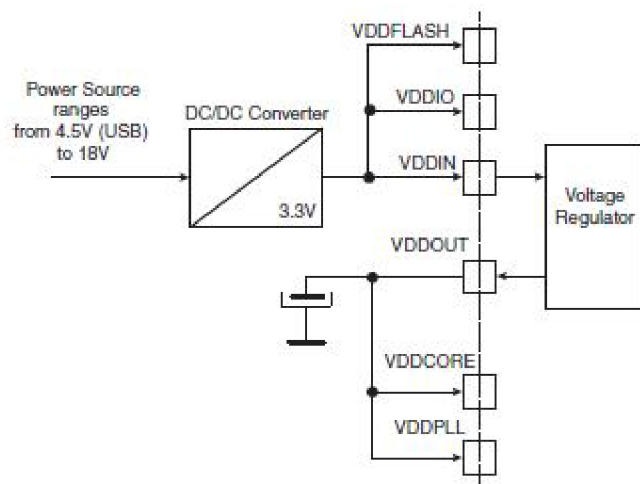 VDDFLASH
Power Source
ranges
from 4.5V (USB)
to 18V
DC/DC Converter
VDDIO
VDDIN
3.3V
Voltage
Regulator
VDDOUT
VDDCORE
VDDPLL